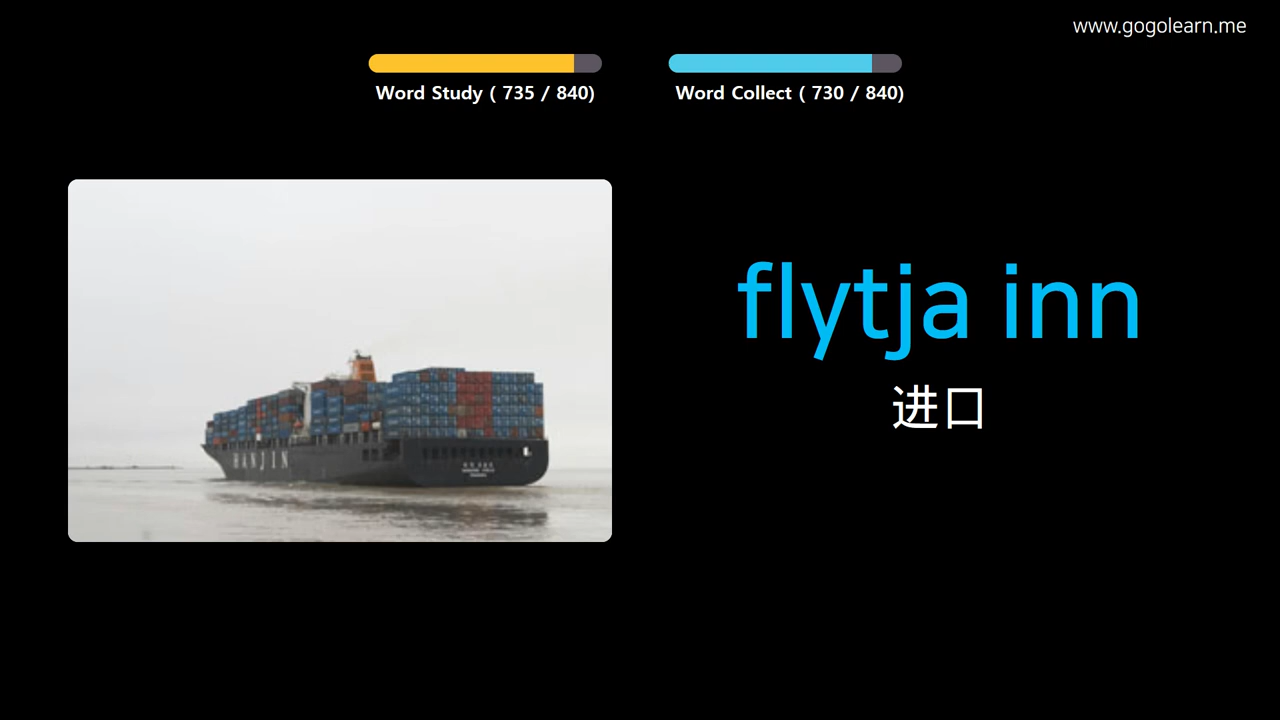 www.gogolearn.me
Word Study ( 735 / 840)
Word Collect ( 730 / 840)
flytja inn
进口
HANJIN